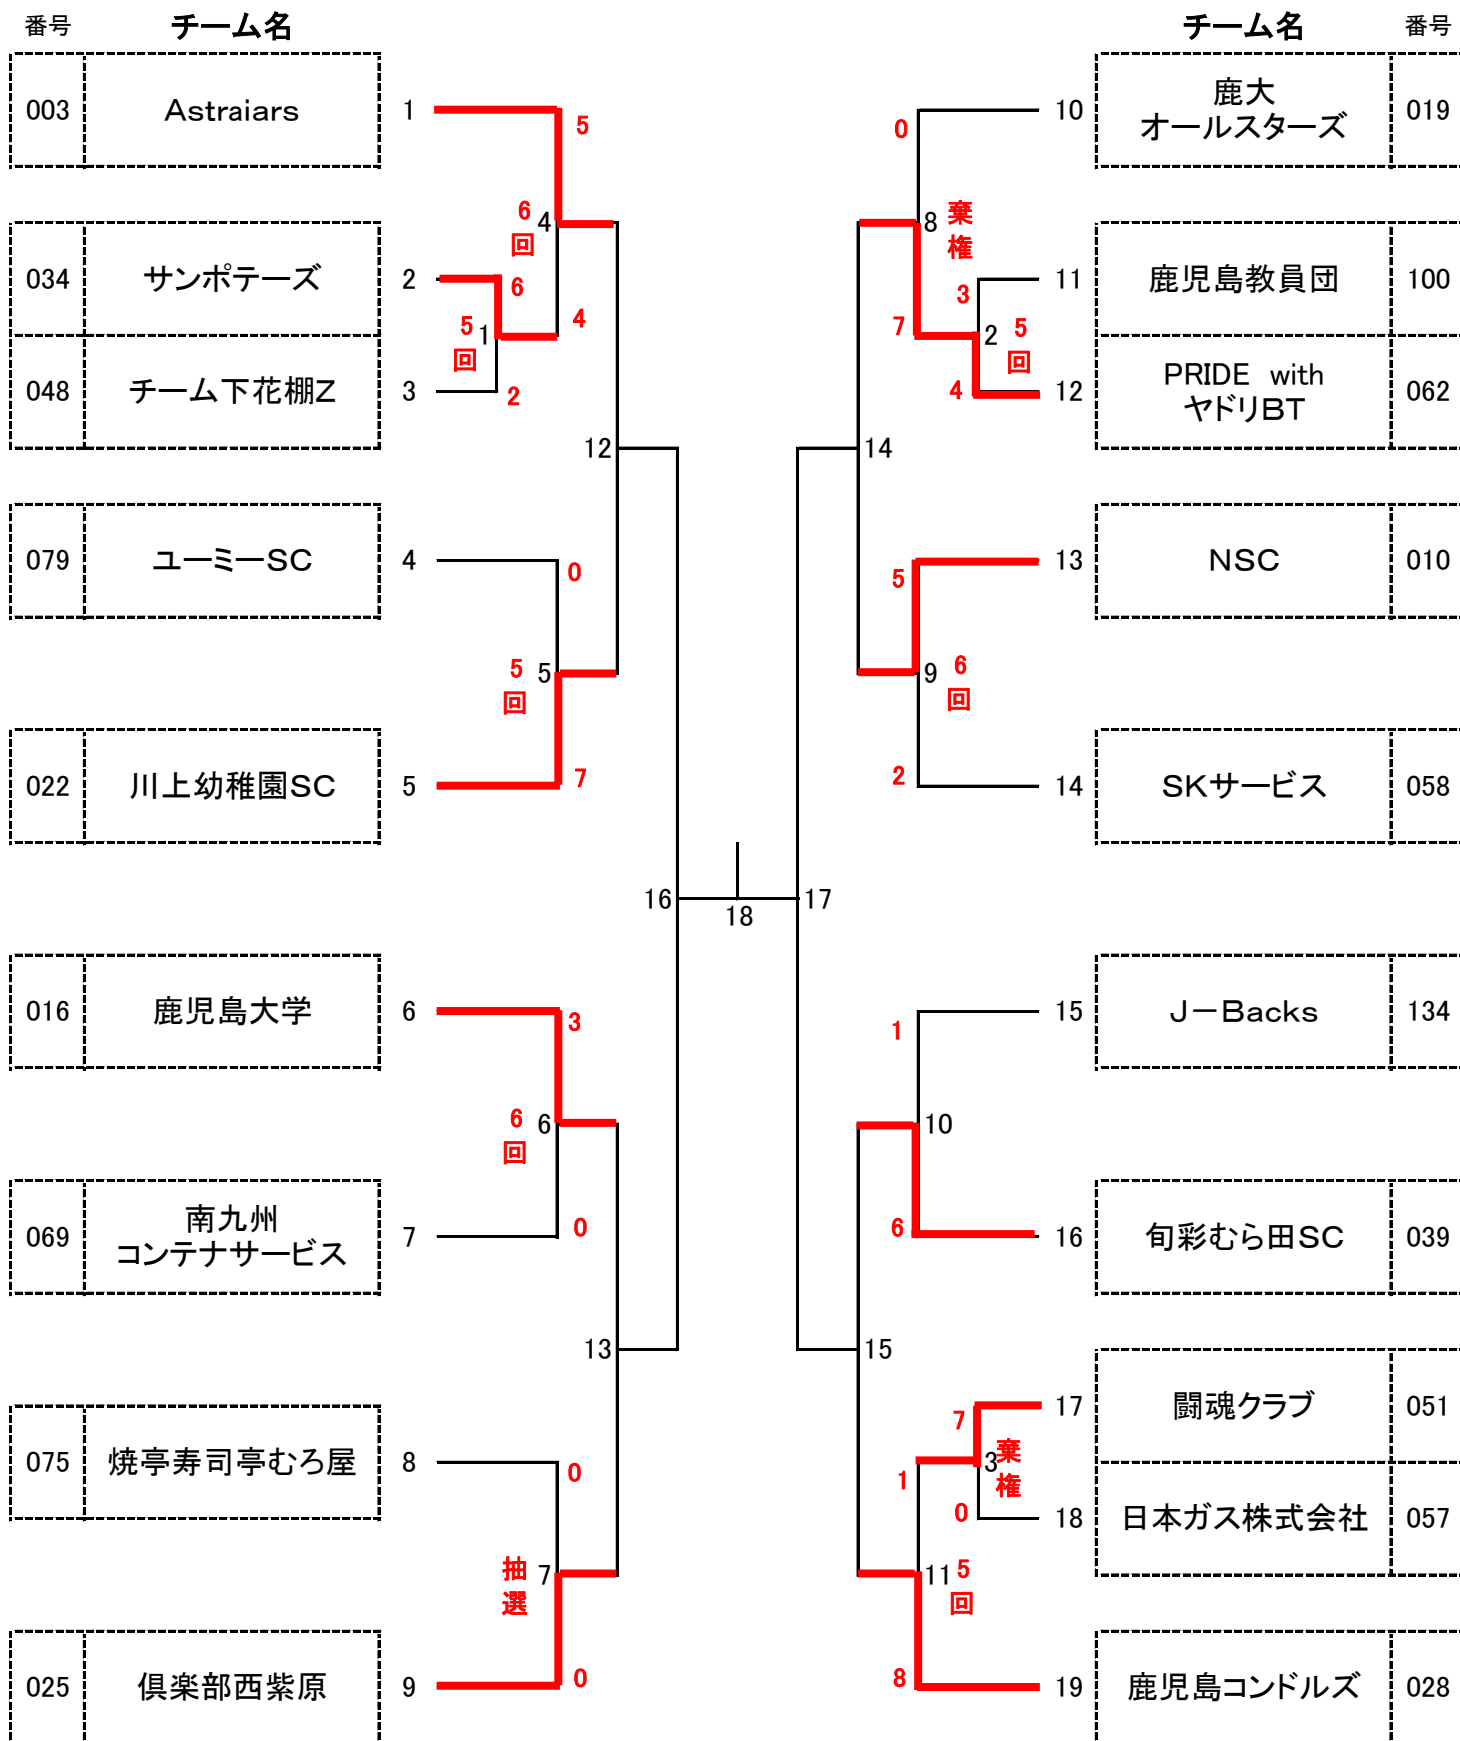 番号 チーム名
003 Astraiars 1
5
6
回
4
034 サンポテーズ 2
6
4
5
回
1
048 チーム下花棚Z 3
2
12
079 ユーミーSC 4
0
5
回
5
022 川上幼稚園SC 5
7
16
18
17
016 鹿児島大学 6
3
6
回
6
069 南九州
コンテナサービス 7
0
13
075 焼亭寿司亭むろ屋 8
0
抽
選
7
025 倶楽部西紫原 9
0
チーム名 番号
10 鹿大
オールスターズ 019
0
8
棄
権
11 鹿児島教員団 100
3
7
2
5
回
12 PRIDE with
ヤドリBT 062
4
14
13 NSC 010
5
9
6
回
14 SKサービス 058
2
15 J－Backs 134
1
10
16 旬彩むら田SC 039
6
15
17 闘魂クラブ 051
7
1
3
棄
権
18 日本ガス株式会社 057
0
11
5
回
19 鹿児島コンドルズ 028
8